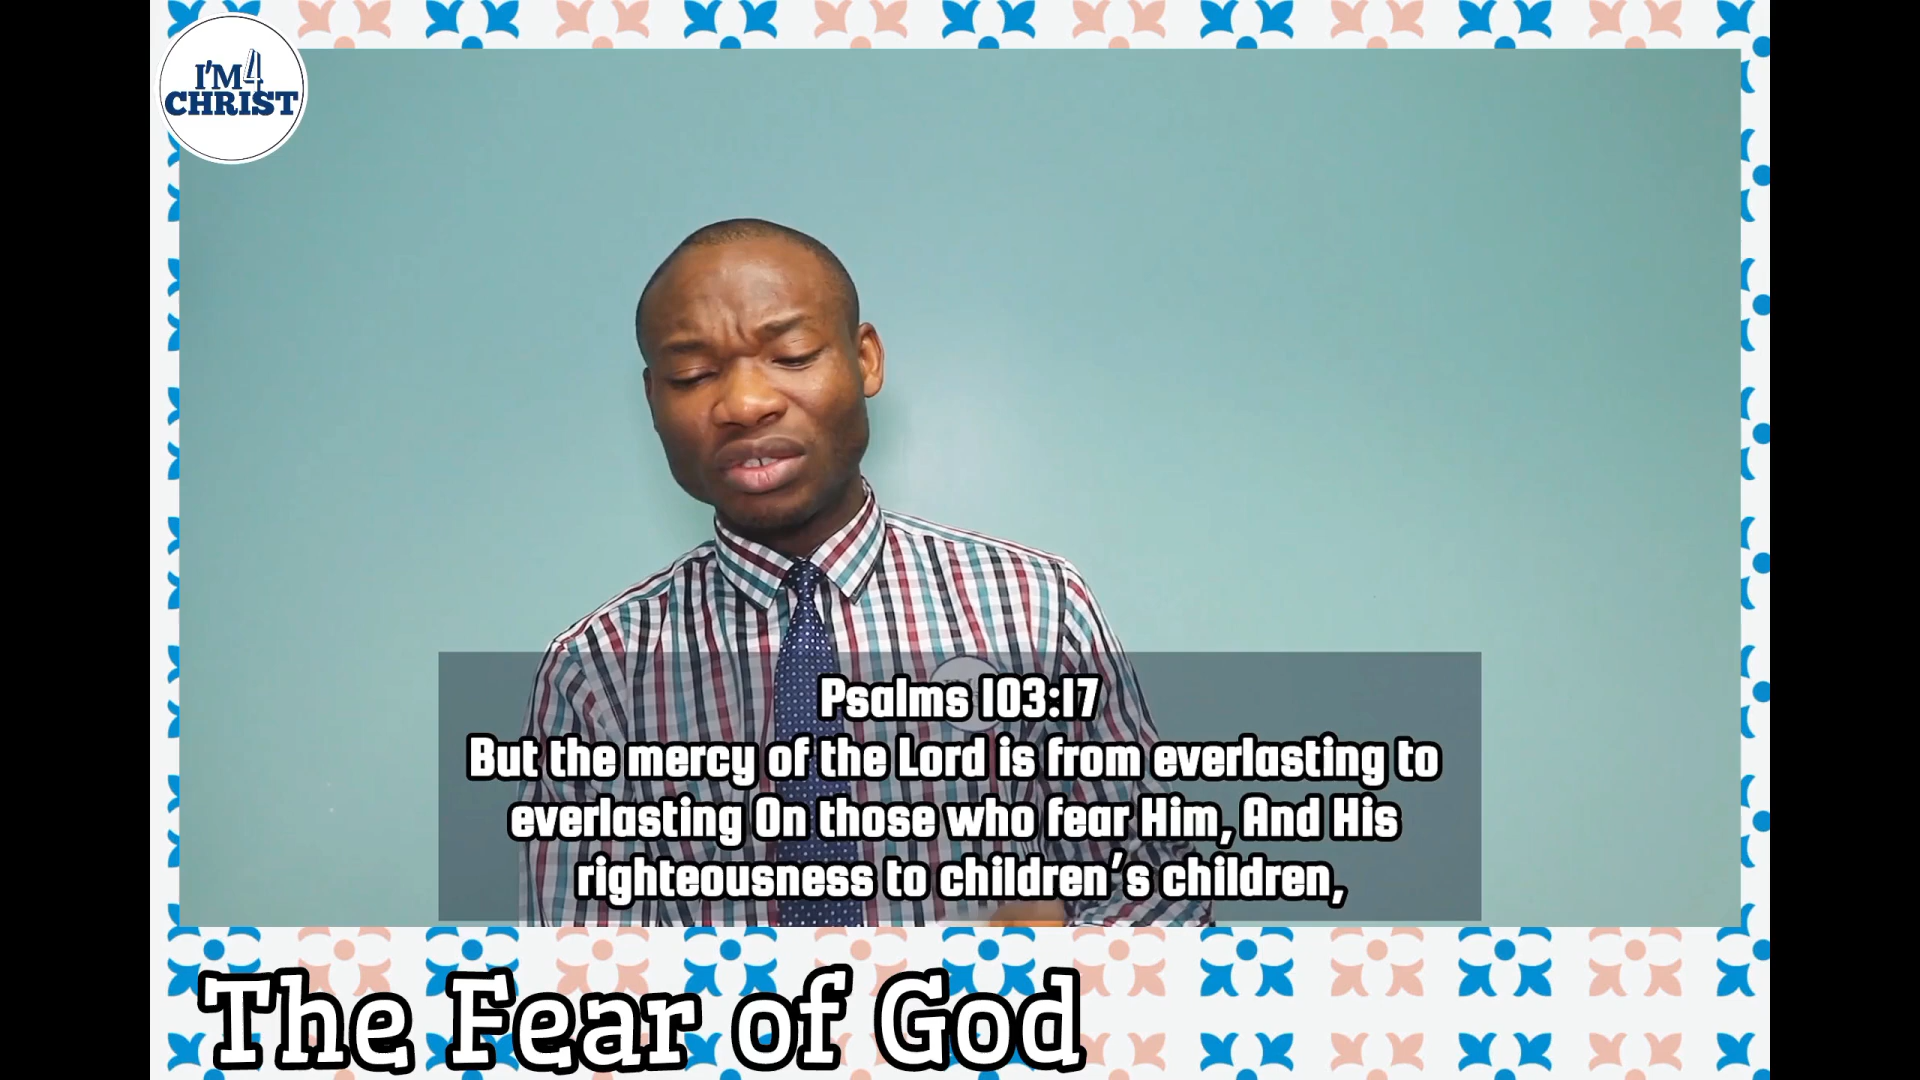 I'M4
CHRIST
Psalms 103:17
But the mercy of the Lord is from everlasting to
everlasting On those who fear Him, And His
righteousness to children's children,
The Fear of God